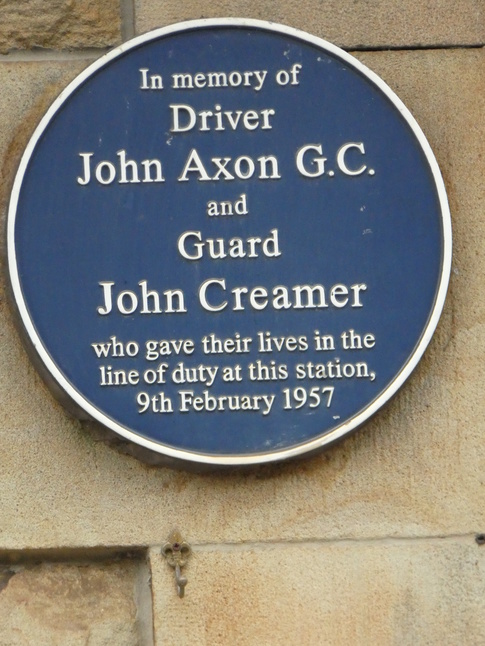 In memory of
Driver
John Axon G.C.
and
Guard
John Creamer
who gave their lives in the
line of duty at this station,
9th February 1957